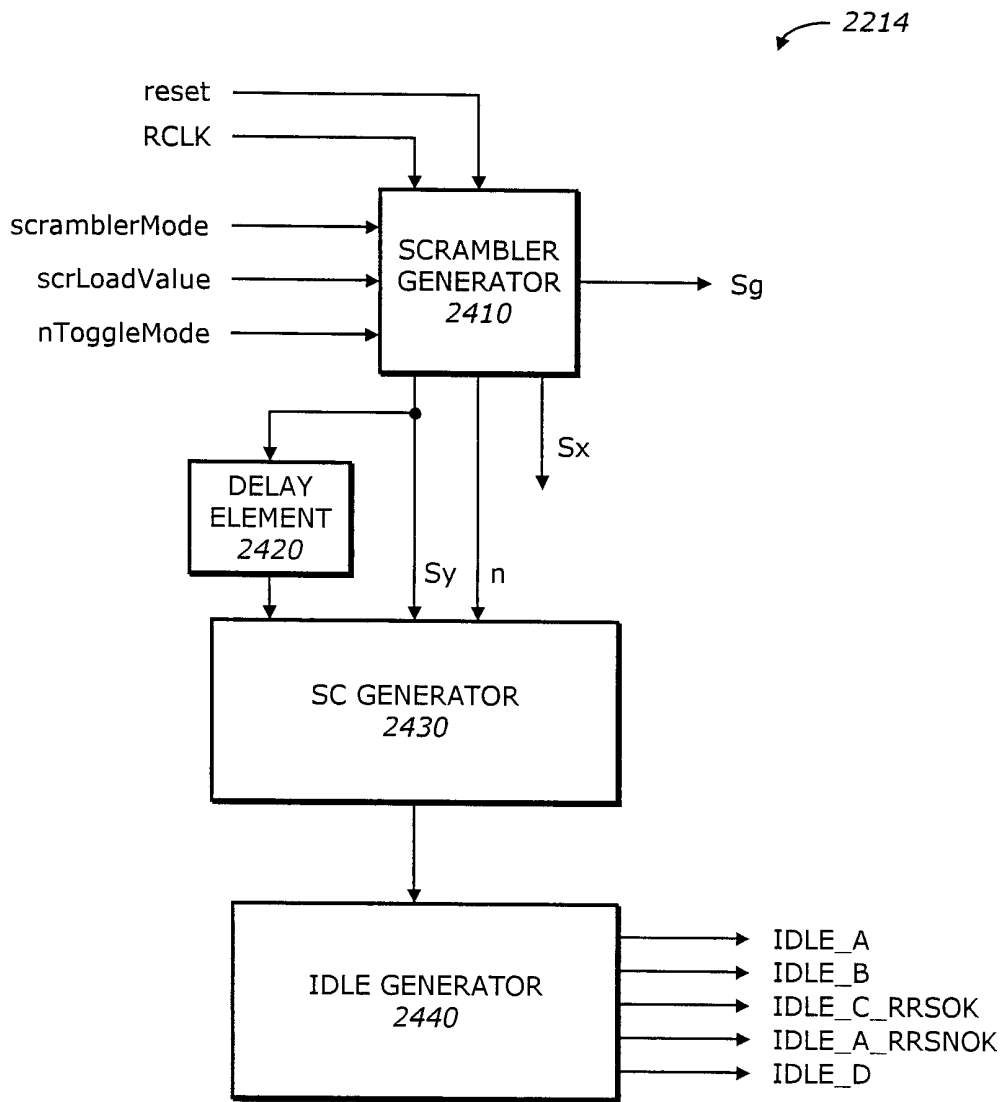 2214
reset
RCLK
scramblerMode
scrLoadValue
nToggleMode
SCRAMBLER
GENERATOR
2410
Sg
Sx
DELAY
ELEMENT
2420
Sy
n
SC GENERATOR
2430
IDLE GENERATOR
2440
IDLE_A
IDLE_B
IDLE_C_RRSOK
IDLE_A_RRSNOK
IDLE_D